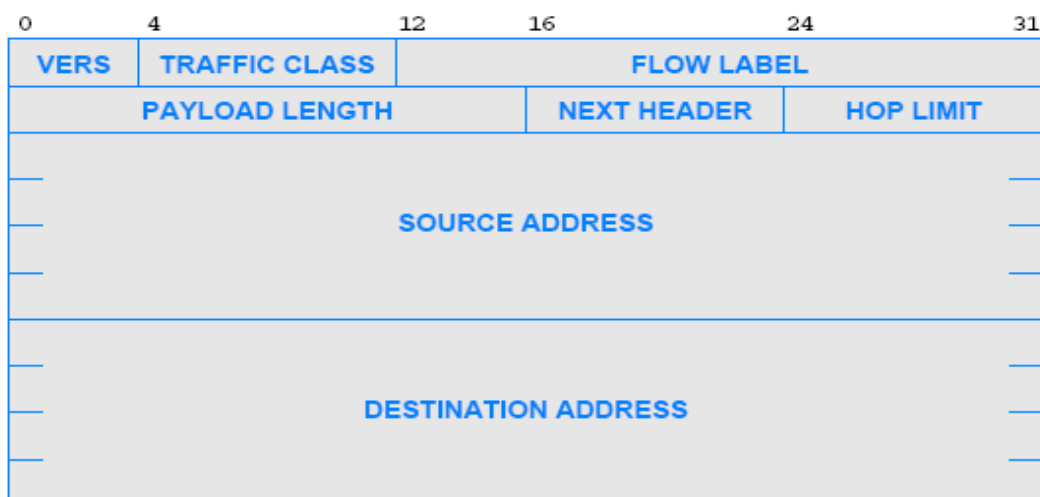 0 4 12 16 24 31
VERS TRAFFIC CLASS FLOW LABEL
PAYLOAD LENGTH NEXT HEADER HOP LIMIT
SOURCE ADDRESS
DESTINATION ADDRESS